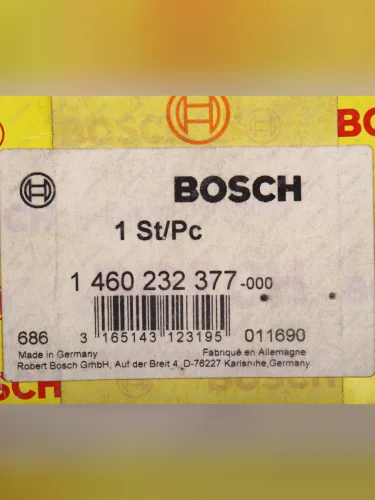 BO
BOSCH
1 St/Pc
1 460 232 377-000
686 3 165143 123195 011690
Made in Germany Fabriqué en Allemagne
Robert Bosch GmbH, Auf der Breit 4, D-76227 Karlsruhe,Germany